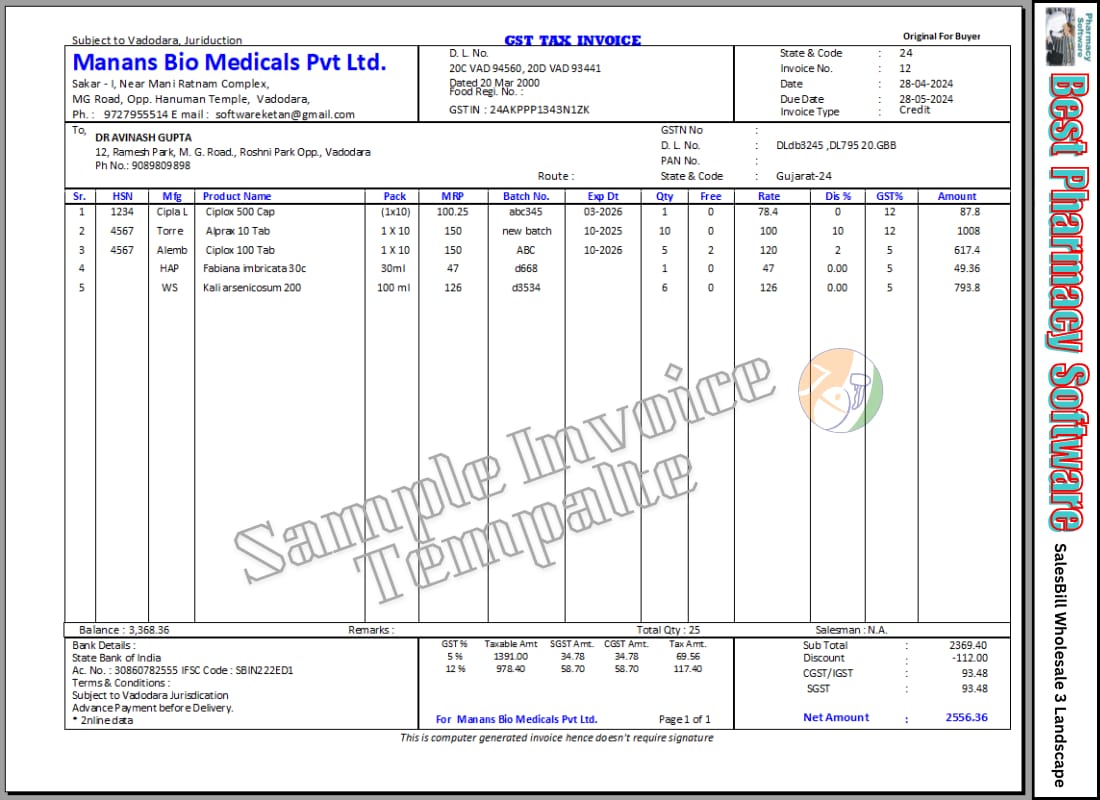 Subject to Vadodara, Juriduction
GST TAX INVOICE
Original For Buyer
Manans Bio Medicals Pvt Ltd.
Sakar - I, Near Mani Ratnam Complex,
MG Road, Opp. Hanuman Temple, Vadodara,
Ph. : 9727955514 E mail : softwareketan@gmail.com
D. L. No.
20C VAD 94560, 20D VAD 93441
Dated 20 Mar 2000
Food Regi. No. :
GSTIN : 24AKPPP1343N1ZK
State & Code : 24
Invoice No. : 12
Date : 28-04-2024
Due Date : 28-05-2024
Invoice Type : Credit
To,
DR AVINASH GUPTA
12, Ramesh Park, M. G. Road., Roshni Park Opp., Vadodara
Ph No.: 9089809898
Route :
GSTN No :
D. L. No. : DLdb3245 ,DL795 20.GBB
PAN No. :
State & Code : Gujarat-24
Sr. HSN Mfg Product Name Pack MRP Batch No. Exp Dt Qty Free Rate Dis % GST% Amount
1 1234 Cipla L Ciplox 500 Cap (1x10) 100.25 abc345 03-2026 1 0 78.4 0 12 87.8
2 4567 Torre Alprax 10 Tab 1 X 10 150 new batch 10-2025 10 0 100 10 12 1008
3 4567 Alemb Ciplox 100 Tab 1 X 10 150 ABC 10-2026 5 2 120 2 5 617.4
4 HAP Fabiana imbricata 30c 30ml 47 d668 1 0 47 0.00 5 49.36
5 WS Kali arsenicosum 200 100 ml 126 d3534 6 0 126 0.00 5 793.8
Sample Invoice
Tempalte
Balance : 3,368.36 Remarks : Total Qty : 25 Salesman : N.A.
Bank Details :
State Bank of India
Ac. No. : 30860782555 IFSC Code : SBIN222ED1
Terms & Conditions :
Subject to Vadodara Jurisdication
Advance Payment before Delivery.
* 2nline data
GST % Taxable Amt SGST Amt. CGST Amt. Tax Amt.
5 % 1391.00 34.78 34.78 69.56
12 % 978.40 58.70 58.70 117.40
For Manans Bio Medicals Pvt Ltd. Page 1 of 1
Sub Total : 2369.40
Discount : -112.00
CGST/IGST : 93.48
SGST : 93.48
Net Amount : 2556.36
This is computer generated invoice hence doesn't require signature
Pharmacy
Software
Best Pharmacy Software
SalesBill Wholesale 3 Landscape